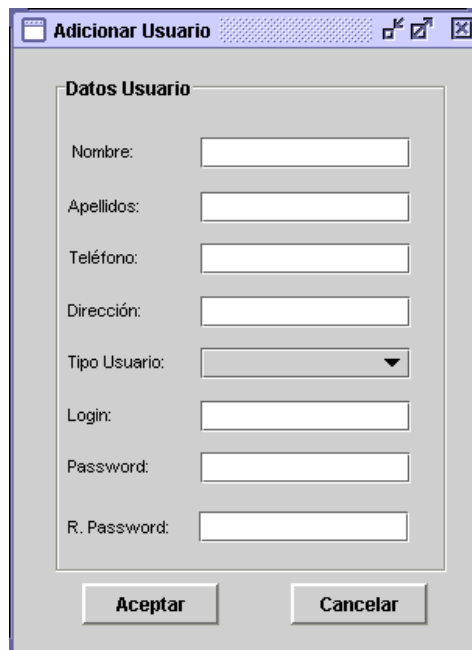 Adicionar Usuario
Datos Usuario
Nombre:
Apellidos:
Teléfono:
Dirección:
Tipo Usuario:
Login:
Password:
R. Password:
Aceptar Cancelar